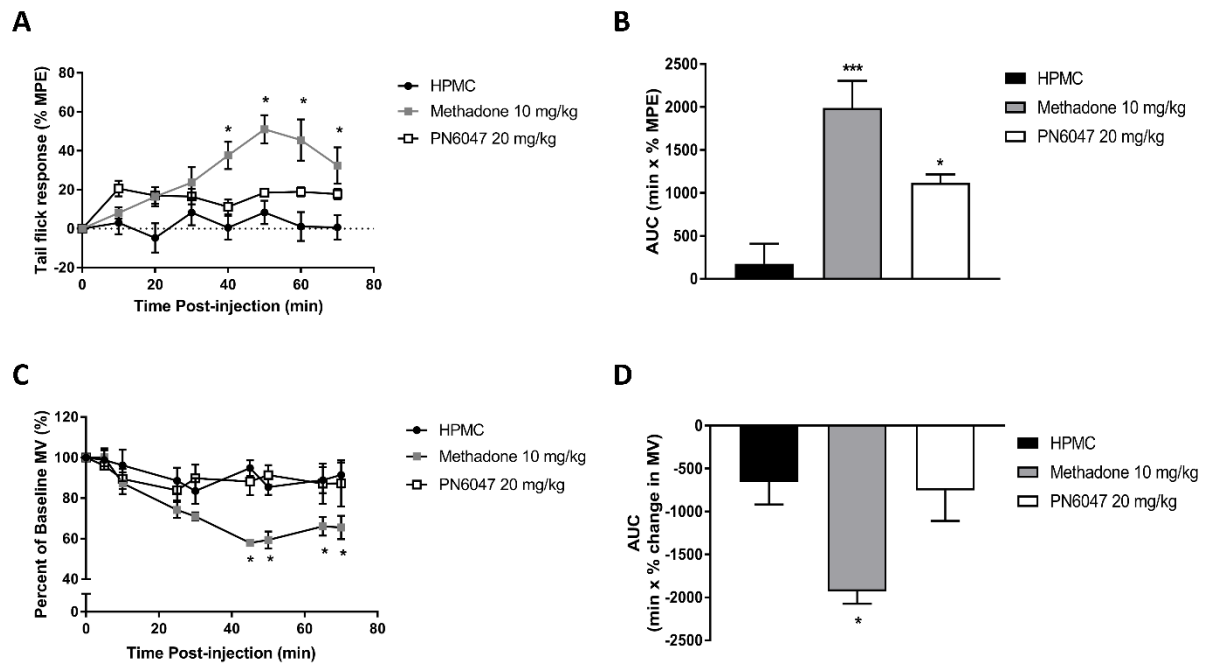 A
Tail flick response (% MPE)
80
60
40
20
0
-20
0
20
40
60
80
*
*
*
*
Time Post-injection (min)
HPMC
Methadone 10 mg/kg
PN6047 20 mg/kg
B
AUC (min x % MPE)
2500
2000
1500
1000
500
0
***
*
HPMC
Methadone 10 mg/kg
PN6047 20 mg/kg
C
Percent of Baseline MV (%)
120
100
80
60
40
0
0
20
40
60
80
*
*
*
*
Time Post-injection (min)
HPMC
Methadone 10 mg/kg
PN6047 20 mg/kg
D
AUC
(min x % change in MV)
0
-500
-1000
-1500
-2000
-2500
*
HPMC
Methadone 10 mg/kg
PN6047 20 mg/kg